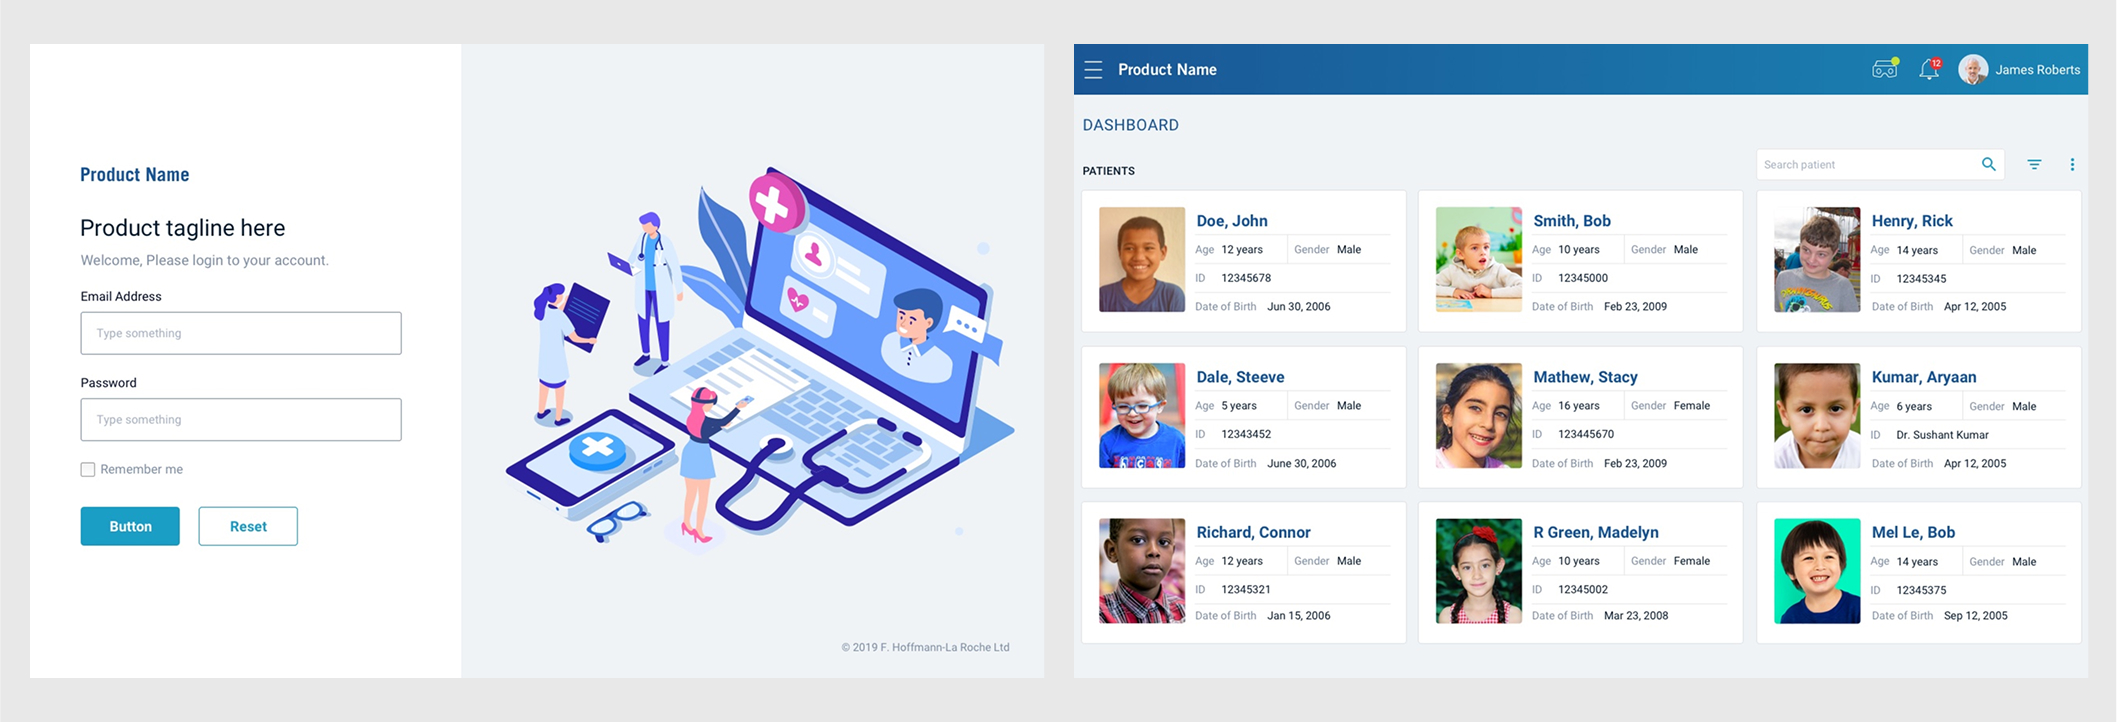 Product Name
Product tagline here
Welcome, Please login to your account.
Email Address
Type something
Password
Type something
Remember me
Button Reset
© 2019 F. Hoffmann-La Roche Ltd
Product Name
12
James Roberts
DASHBOARD
PATIENTS
Search patient
Doe, John
Age 12 years Gender Male
ID 12345678
Date of Birth Jun 30, 2006
Smith, Bob
Age 10 years Gender Male
ID 12345000
Date of Birth Feb 23, 2009
Henry, Rick
Age 14 years Gender Male
ID 12345345
Date of Birth Apr 12, 2005
Dale, Steeve
Age 5 years Gender Male
ID 12343452
Date of Birth June 30, 2006
Mathew, Stacy
Age 16 years Gender Female
ID 123445670
Date of Birth Feb 23, 2009
Kumar, Aryaan
Age 6 years Gender Male
ID Dr. Sushant Kumar
Date of Birth Apr 12, 2005
Richard, Connor
Age 12 years Gender Male
ID 12345321
Date of Birth Jan 15, 2006
R Green, Madelyn
Age 10 years Gender Female
ID 12345002
Date of Birth Mar 23, 2008
Mel Le, Bob
Age 14 years Gender Male
ID 12345375
Date of Birth Sep 12, 2005